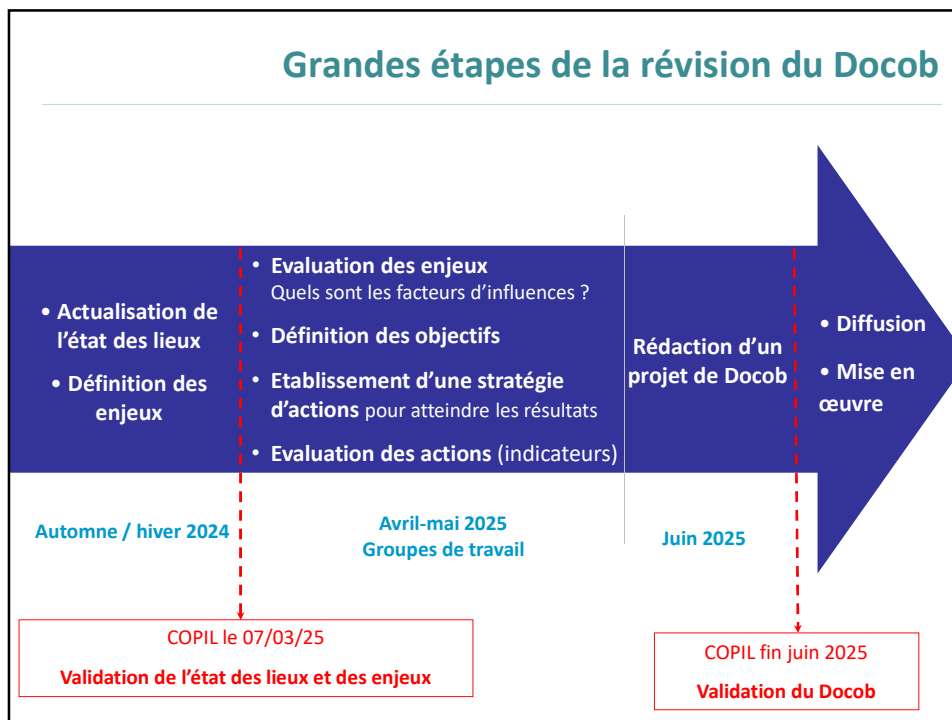 Grandes étapes de la révision du Docob
• Actualisation de
l’état des lieux
• Définition des
enjeux
• Evaluation des enjeux
Quels sont les facteurs d’influences ?
• Définition des objectifs
• Etablissement d’une stratégie
d’actions pour atteindre les résultats
• Evaluation des actions (indicateurs)
Rédaction d’un
projet de Docob
• Diffusion
• Mise en
œuvre
Automne / hiver 2024
Avril-mai 2025
Groupes de travail
Juin 2025
COPIL le 07/03/25
Validation de l’état des lieux et des enjeux
COPIL fin juin 2025
Validation du Docob